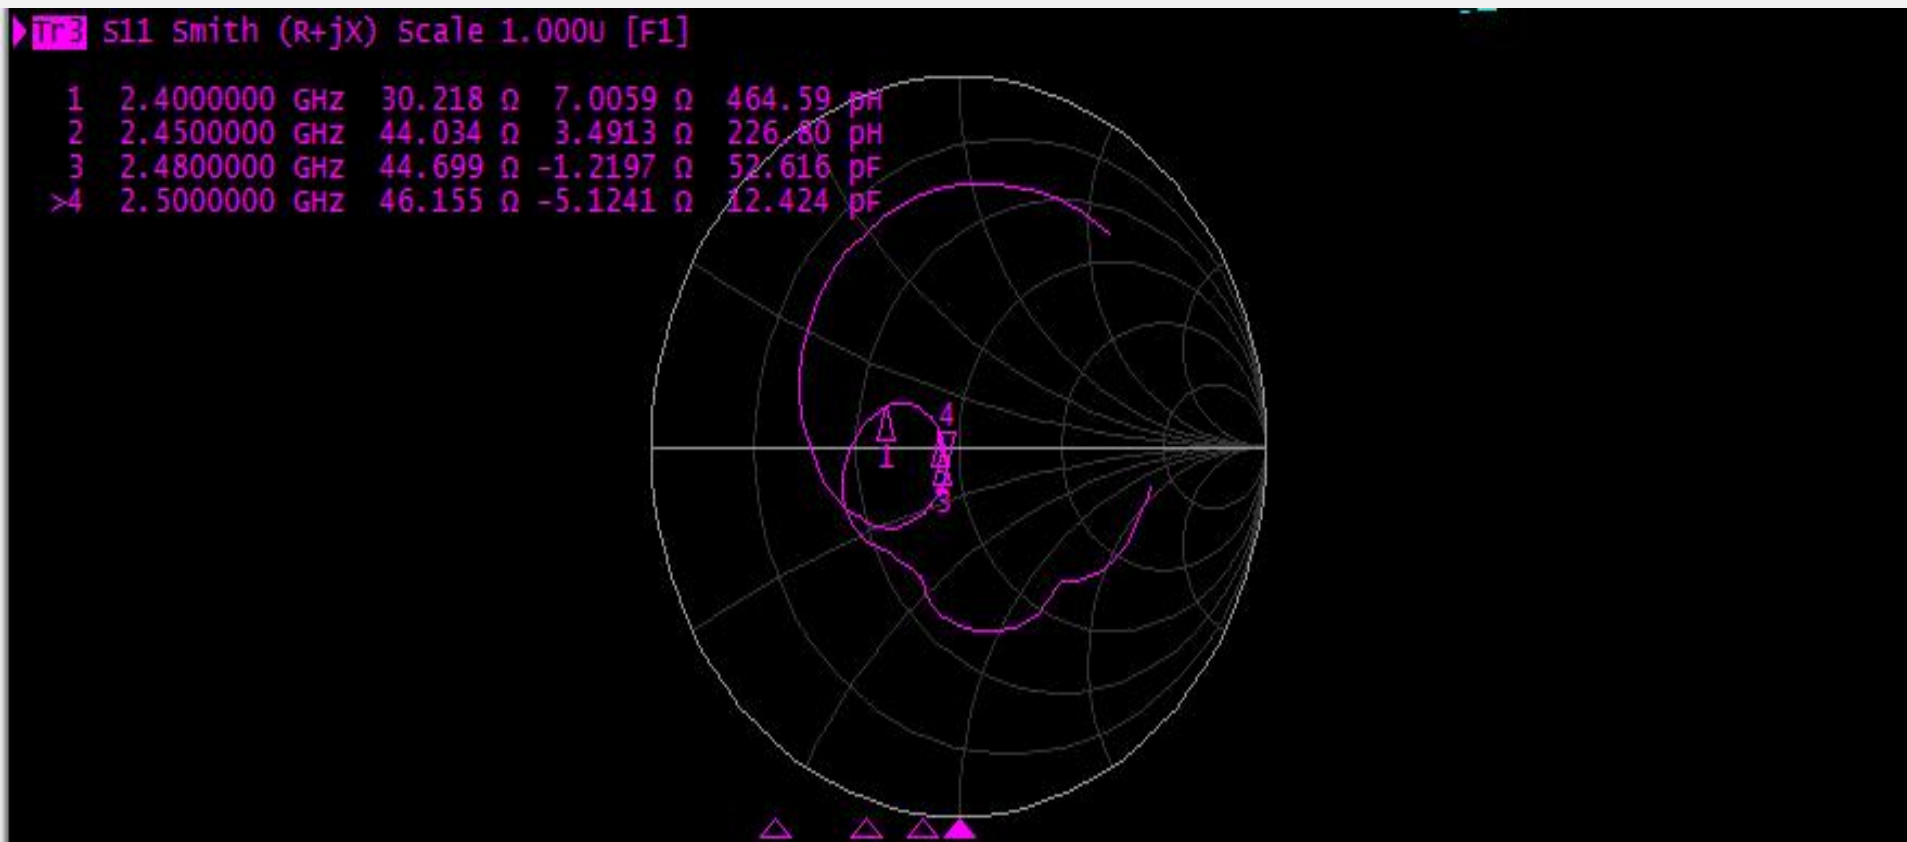 Tr3 S11 Smith (R+jX) Scale 1.000U [F1]
1 2.4000000 GHz 30.218 Ω 7.0059 Ω 464.59 pH
2 2.4500000 GHz 44.034 Ω 3.4913 Ω 226.80 pH
3 2.4800000 GHz 44.699 Ω -1.2197 Ω 52.616 pF
>4 2.5000000 GHz 46.155 Ω -5.1241 Ω 12.424 pF
4
1
3